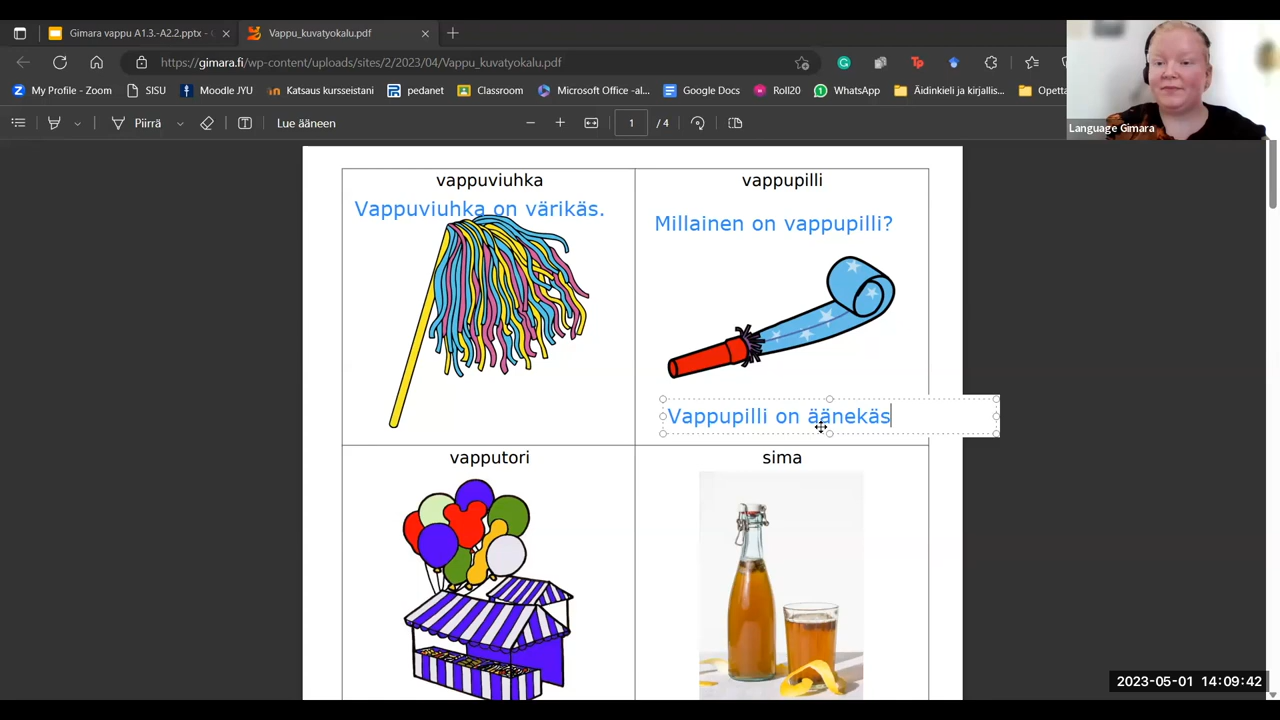 Gimara vappu A1.3.-A2.2.pptx -
Vappu_kuvatyokalu.pdf
https://gimara.fi/wp-content/uploads/sites/2/2023/04/Vappu_kuvatyokalu.pdf
My Profile - Zoom
SISU
Moodle JYU
Katsaus kursseistani
pedanet
Classroom
Microsoft Office -al...
Google Docs
Roll20
WhatsApp
Äidinkieli ja kirjallis...
Opetta
Language Gimara
Piirrä
Lue ääneen
1
/ 4
vappuviuhka
Vappuviuhka on värikäs.
vappupilli
Millainen on vappupilli?
Vappupilli on äänekäs
vapputori
sima
2023-05-01 14:09:42